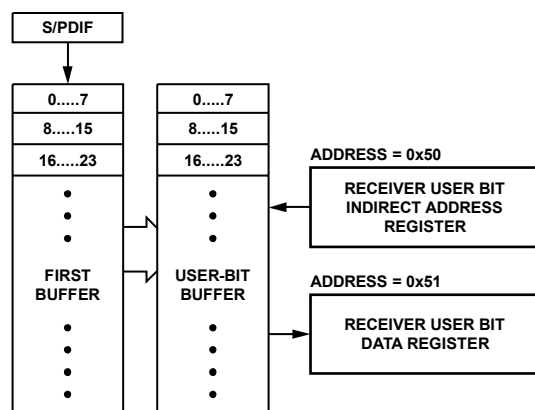 S/PDIF
0.....7
8.....15
16.....23
FIRST
BUFFER
0.....7
8.....15
16.....23
USER-BIT
BUFFER
ADDRESS = 0x50
RECEIVER USER BIT
INDIRECT ADDRESS
REGISTER
ADDRESS = 0x51
RECEIVER USER BIT
DATA REGISTER